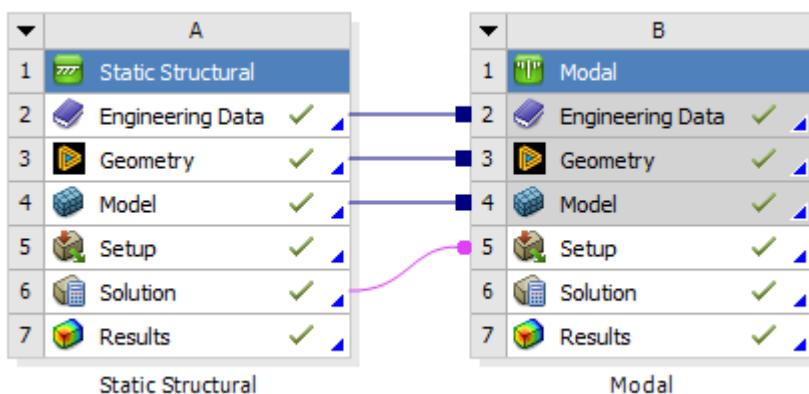 A
1 Static Structural
2 Engineering Data
3 Geometry
4 Model
5 Setup
6 Solution
7 Results
Static Structural
B
1 Modal
2 Engineering Data
3 Geometry
4 Model
5 Setup
6 Solution
7 Results
Modal